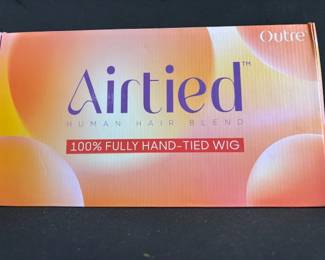 Outre
Airtied™
HUMAN HAIR BLEND
100% FULLY HAND-TIED WIG